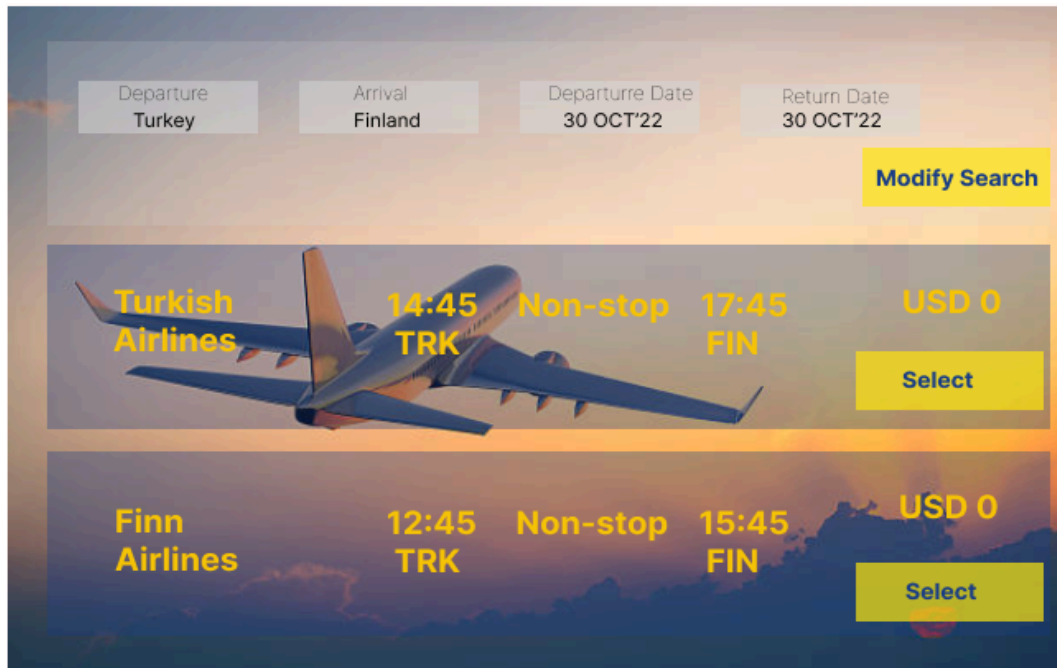 Departure
Turkey
Arrival
Finland
Departurre Date
30 OCT'22
Return Date
30 OCT'22
Modify Search
Turkish
Airlines
14:45
TRK
Non-stop
17:45
FIN
USD 0
Select
Finn
Airlines
12:45
TRK
Non-stop
15:45
FIN
USD 0
Select